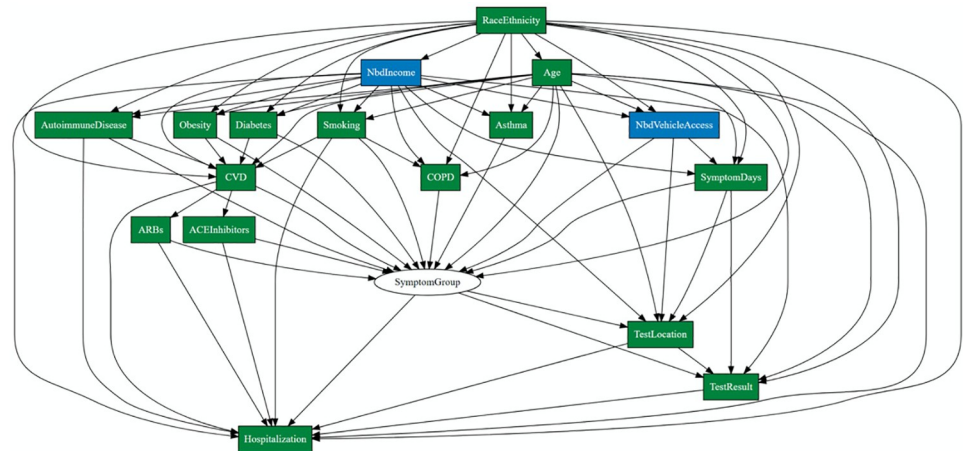 RaceEthnicity
NbdIncome
Age
AutoimmuneDisease
Obesity
Diabetes
Smoking
Asthma
NbdVehicleAccess
CVD
COPD
SymptomDays
ARBs
ACEInhibitors
SymptomGroup
TestLocation
TestResult
Hospitalization